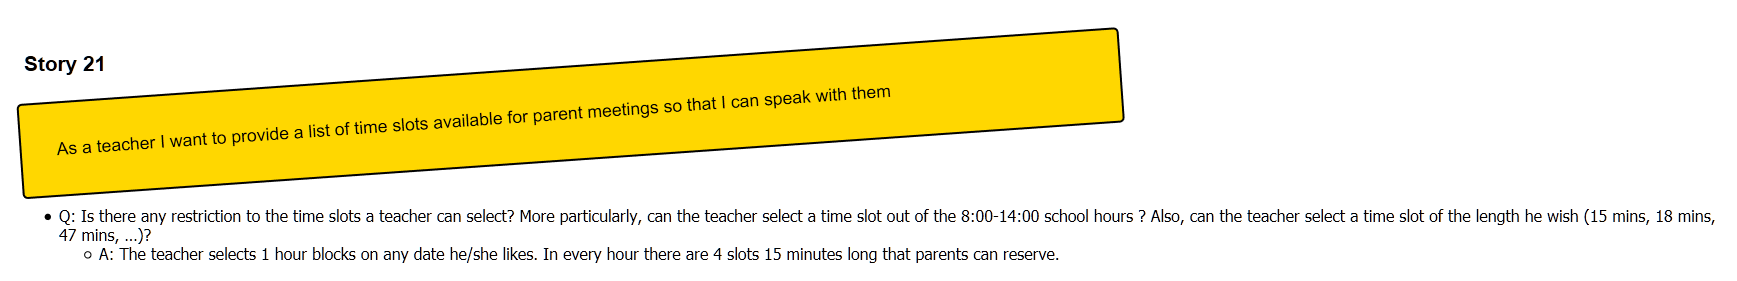 Story 21
As a teacher I want to provide a list of time slots available for parent meetings so that I can speak with them
• Q: Is there any restriction to the time slots a teacher can select? More particularly, can the teacher select a time slot out of the 8:00-14:00 school hours ? Also, can the teacher select a time slot of the length he wish (15 mins, 18 mins,
47 mins, ...)?
○ A: The teacher selects 1 hour blocks on any date he/she likes. In every hour there are 4 slots 15 minutes long that parents can reserve.